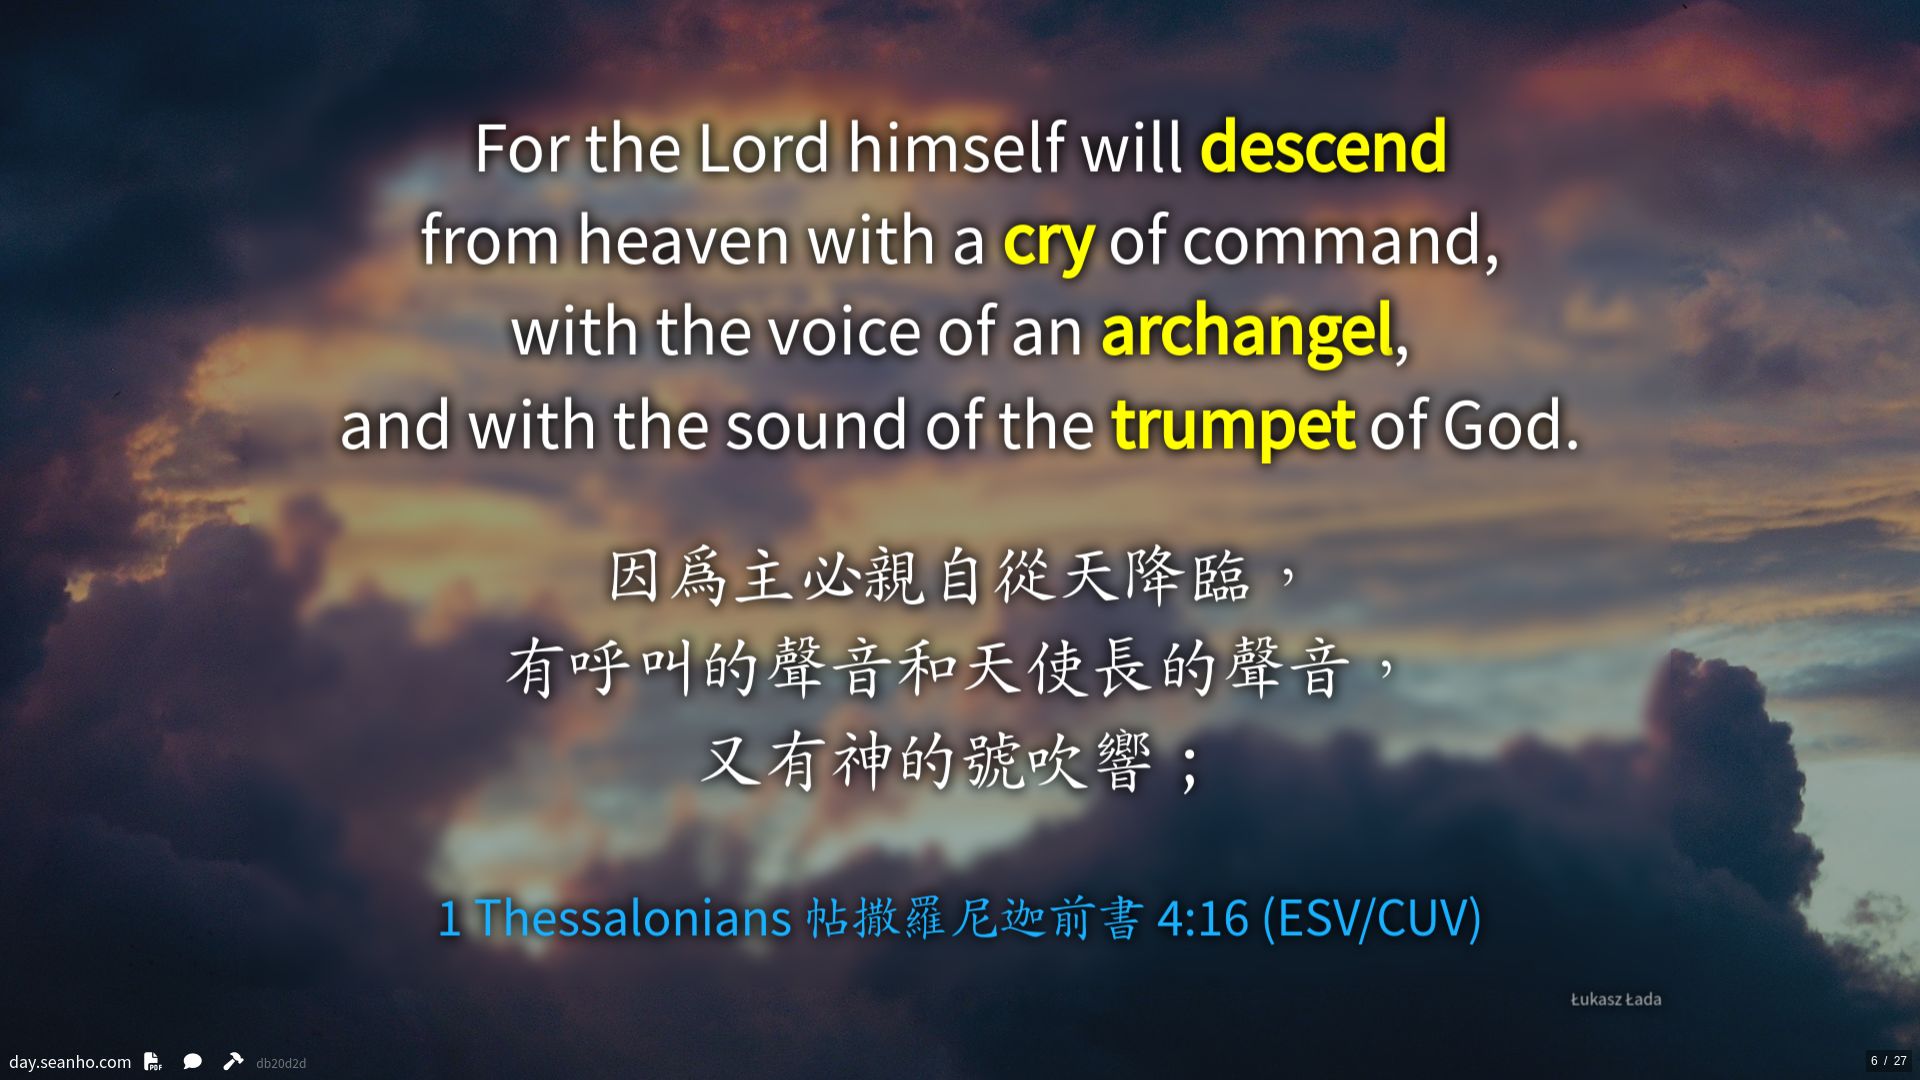 For the Lord himself will descend
from heaven with a cry of command,
with the voice of an archangel,
and with the sound of the trumpet of God.
因爲主必親自從天降臨，
有呼叫的聲音和天使長的聲音，
又有神的號吹響；
1 Thessalonians 帖撒羅尼迦前書 4:16 (ESV/CUV)
Łukasz Łada
day.seanho.com PDF db20d2d
6 / 27